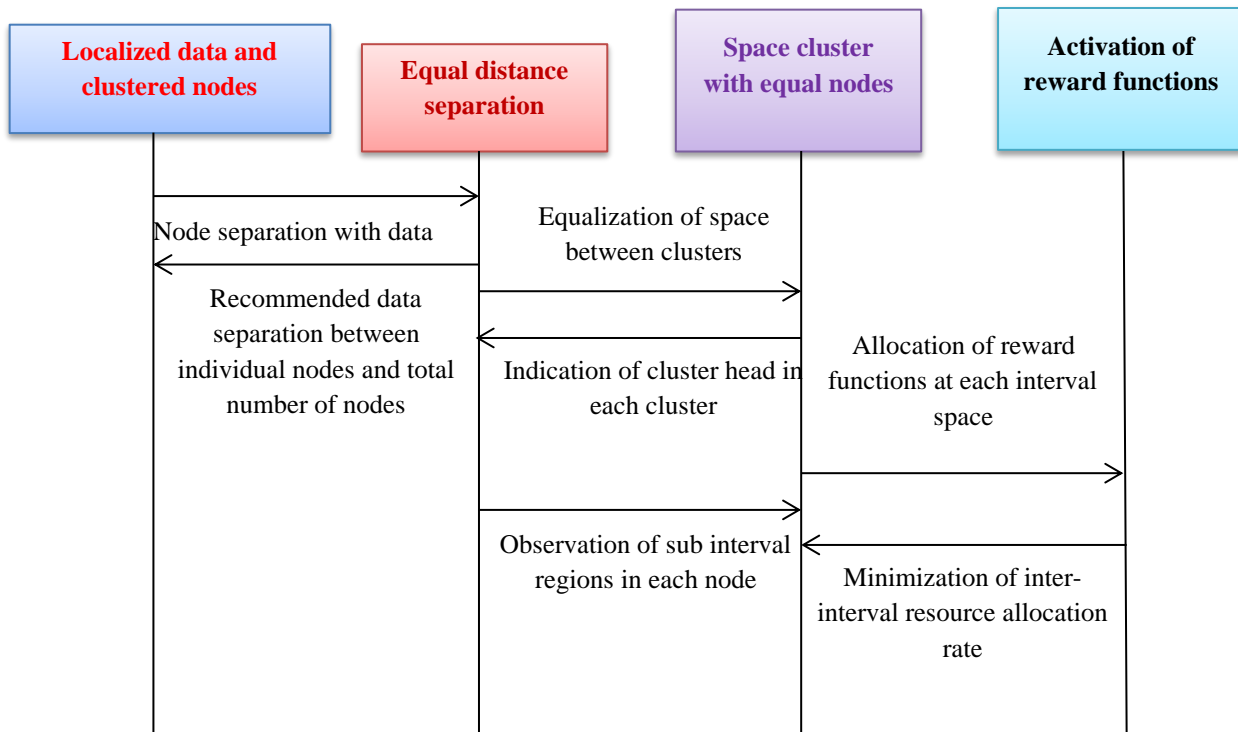 Localized data and
clustered nodes
Equal distance
separation
Space cluster
with equal nodes
Activation of
reward functions
Node separation with data
Equalization of space
between clusters
Recommended data
separation between
individual nodes and total
number of nodes
Indication of cluster head in
each cluster
Allocation of reward
functions at each interval
space
Observation of sub interval
regions in each node
Minimization of inter-
interval resource allocation
rate